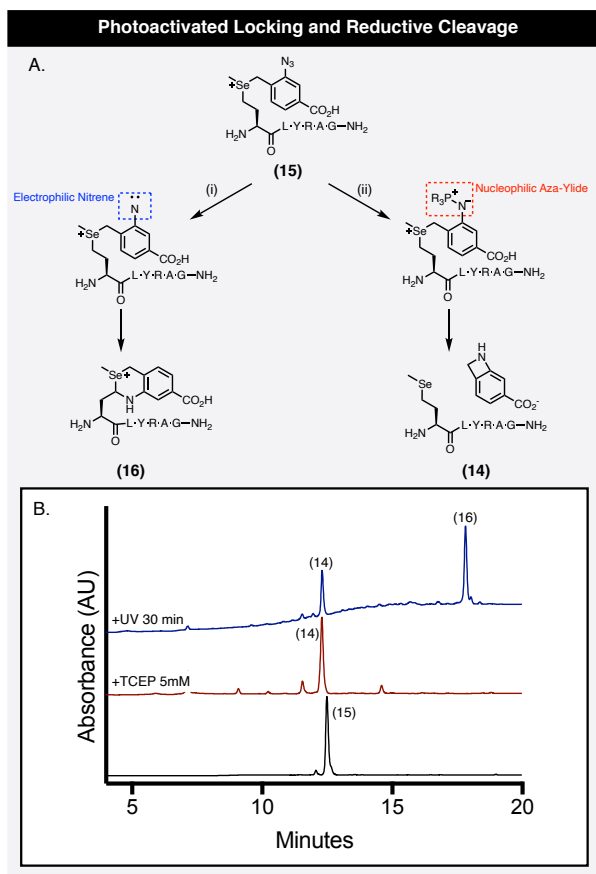 Photoactivated Locking and Reductive Cleavage
A.
N3
+Se
CO2H
H2N
O
L·Y·R·A·G—NH2
(15)
(i)
(ii)
Electrophilic Nitrene
N
+Se
CO2H
H2N
O
L·Y·R·A·G—NH2
Nucleophilic Aza-Ylide
R3P+
N−
+Se
CO2H
H2N
O
L·Y·R·A·G—NH2
Se+
N
H
CO2H
H2N
O
L·Y·R·A·G—NH2
(16)
H
N
Se
CO2-
H2N
O
L·Y·R·A·G—NH2
(14)
B.
(16)
(14)
+UV 30 min
(14)
+TCEP 5mM
(15)
Absorbance (AU)
5 10 15 20
Minutes